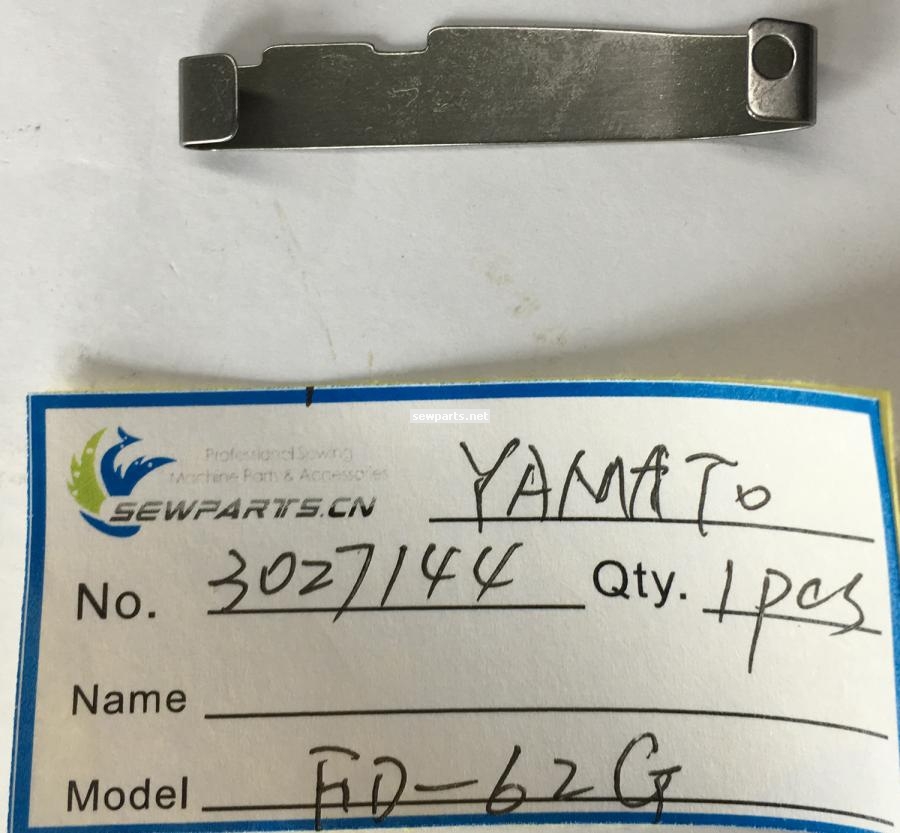 sewparts.net
Professional Sewing
Machine Parts & Accessories
SEWPARTS.CN
YAMATo
No. 3027144 Qty. 1pcs
Name
Model FD-62G